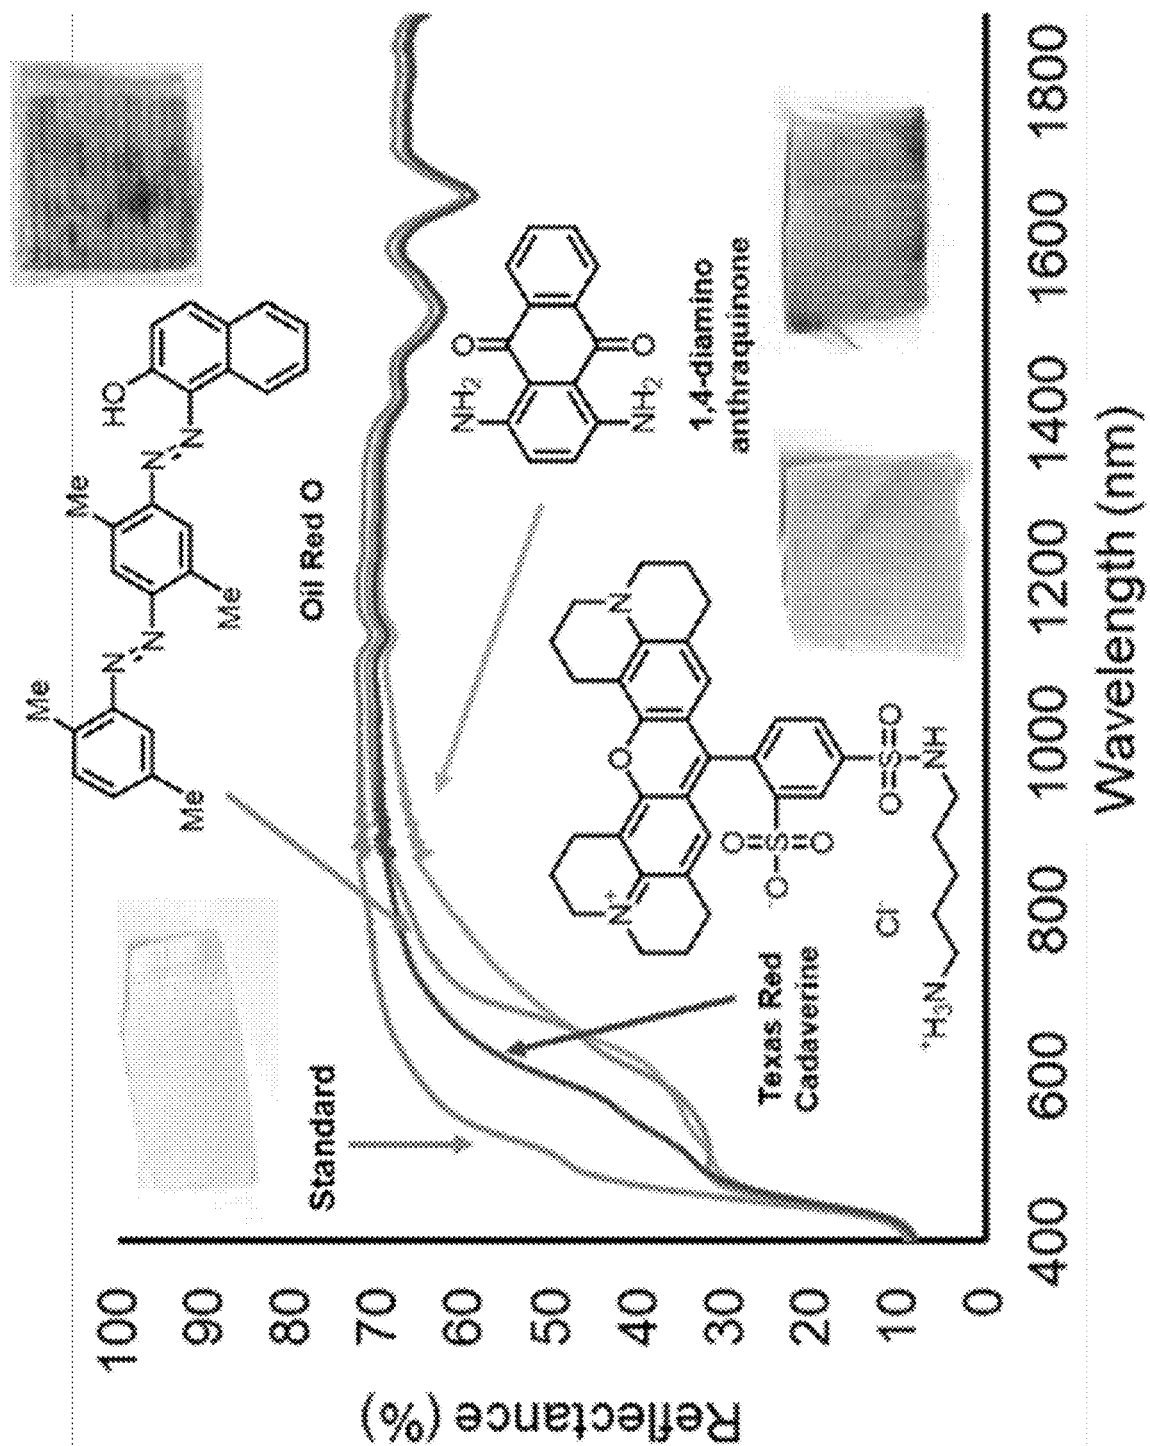 Reflectance (%)
100
90
80
70
60
50
40
30
20
10
0
Standard
Me
Me
N
N
Me
Me
N
N
HO
Oil Red O
NH₂
O
NH₂
O
1,4-diamino
anthraquinone
N⁺
O
N
O=S=O
O⁻
O=S=O
NH
Cl⁻
⁺H₃N
Texas Red
Cadaverine
400
600
800
1000
1200
1400
1600
1800
Wavelength (nm)